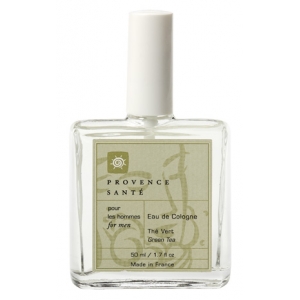 PROVENCE
SANTÉ
pour
les hommes
for men
Eau de Cologne
Thé Vert
Green Tea
50 ml / 1.7 fl oz
Made in France